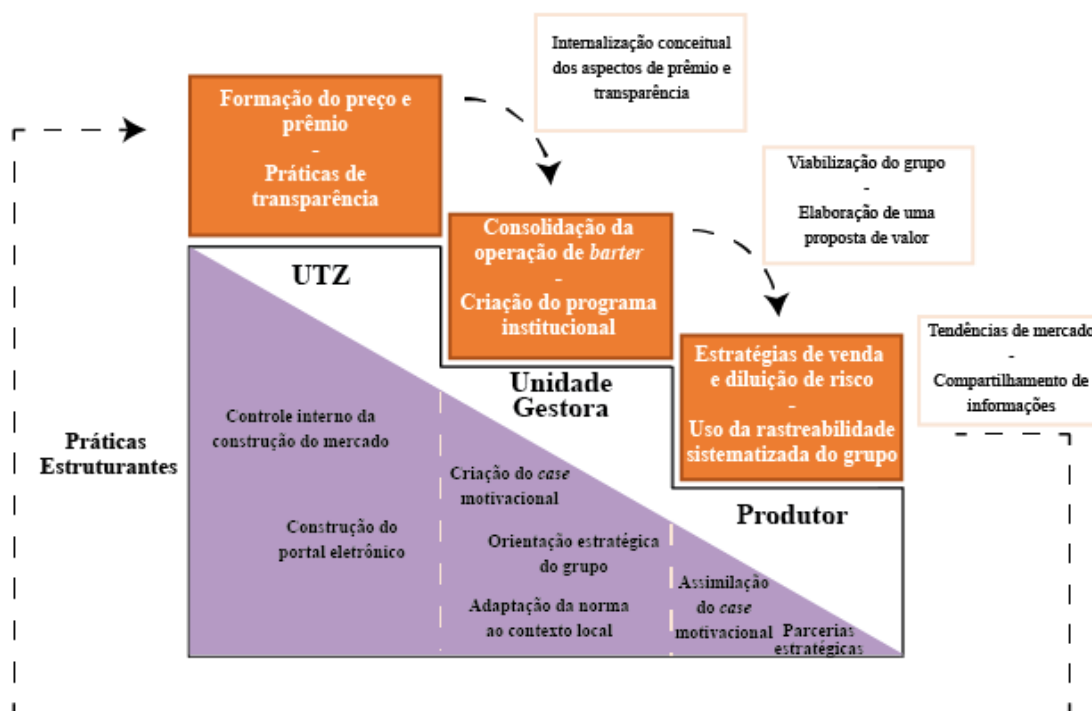 Internalização conceitual
dos aspectos de prêmio e
transparência
Formação do preço e
prêmio
-
Práticas de
transparência
Viabilização do grupo
-
Elaboração de uma
proposta de valor
Consolidação da
operação de barter
-
Criação do programa
institucional
UTZ
Tendências de mercado
-
Compartilhamento de
informações
Estratégias de venda
e diluição de risco
-
Uso da rastreabilidade
sistematizada do grupo
Unidade
Gestora
Práticas
Estruturantes
Controle interno da
construção do mercado
Criação do case
motivacional
Produtor
Construção do
portal eletrônico
Orientação estratégica
do grupo
Adaptação da norma
ao contexto local
Assimilação
do case
motivacional
Parcerias
estratégicas